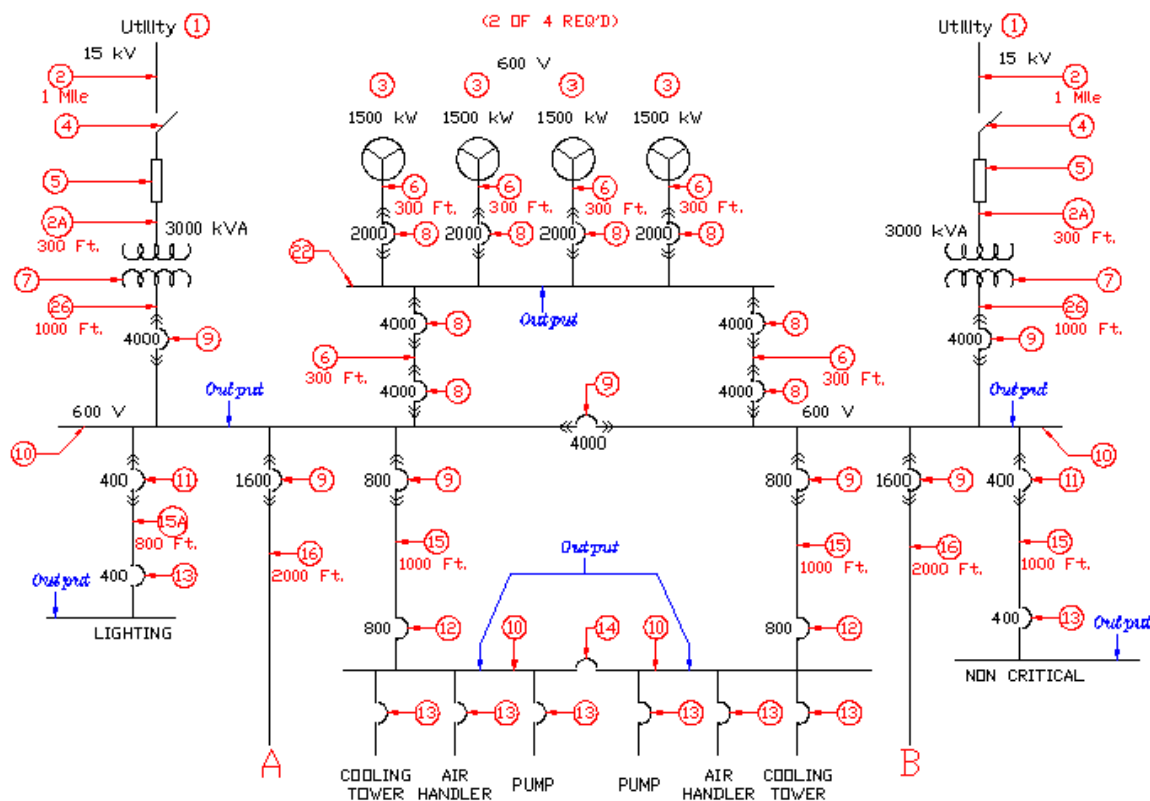 Utility 1
(2 OF 4 REQ'D)
Utility 1
15 kV
600 V
15 kV
2
1 Mile
3
3
3
3
2
1 Mile
1500 kW
1500 kW
1500 kW
1500 kW
4
4
5
5
6
6
6
6
300 Ft.
300 Ft.
300 Ft.
300 Ft.
2A
300 Ft.
3000 kVA
2000
8
2000
8
2000
8
2000
8
3000 kVA
2A
300 Ft.
7
22
7
26
1000 Ft.
Output
26
1000 Ft.
4000
9
4000
8
4000
8
4000
9
6
300 Ft.
6
300 Ft.
Output
4000
8
9
4000
8
Output
600 V
4000
600 V
10
10
400
11
1600
9
800
9
800
9
1600
9
400
11
15A
800 Ft.
16
2000 Ft.
15
1000 Ft.
Output
15
1000 Ft.
16
2000 Ft.
15
1000 Ft.
Output
400
13
400
13
Output
LIGHTING
800
12
10
14
10
800
12
NON CRITICAL
13
13
13
13
13
13
A
B
COOLING TOWER
AIR HANDLER
PUMP
PUMP
AIR HANDLER
COOLING TOWER